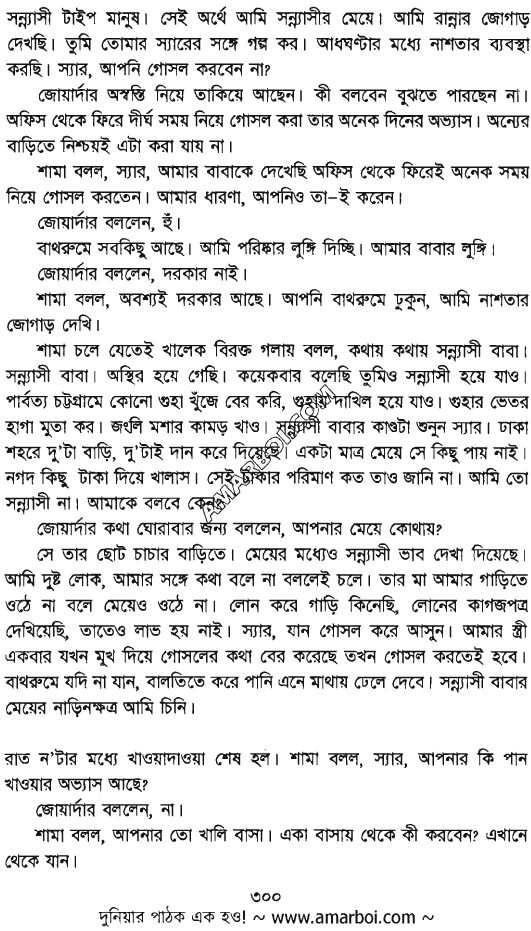 সন্ন্যাসী টাইপ মানুষ। সেই অর্থে আমি সন্ন্যাসীর মেয়ে। আমি রান্নার জোগাড়
দেখছি। তুমি তোমার স্যারের সঙ্গে গল্প কর। আধঘণ্টার মধ্যে নাশতার ব্যবস্থা
করছি। স্যার, আপনি গোসল করবেন না?
জোয়ার্দার অস্বস্তি নিয়ে তাকিয়ে আছেন। কী বলবেন বুঝতে পারছেন না।
অফিস থেকে ফিরে দীর্ঘ সময় নিয়ে গোসল করা তার অনেক দিনের অভ্যাস। অন্যের
বাড়িতে নিশ্চয়ই এটা করা যায় না।
শামা বলল, স্যার, আমার বাবাকে দেখেছি অফিস থেকে ফিরেই অনেক সময়
নিয়ে গোসল করতেন। আমার ধারণা, আপনিও তা-ই করেন।
জোয়ার্দার বললেন, হুঁ।
বাথরুমে সবকিছু আছে। আমি পরিষ্কার লুঙ্গি দিচ্ছি। আমার বাবার লুঙ্গি।
জোয়ার্দার বললেন, দরকার নাই।
শামা বলল, অবশ্যই দরকার আছে। আপনি বাথরুমে ঢুকুন, আমি নাশতার
জোগাড় দেখি।
শামা চলে যেতেই খালেক বিরক্ত গলায় বলল, কথায় কথায় সন্ন্যাসী বাবা।
সন্ন্যাসী বাবা। অস্থির হয়ে গেছি। কয়েকবার বলেছি তুমিও সন্ন্যাসী হয়ে যাও।
পার্বত্য চট্টগ্রামে কোনো গুহা খুঁজে বের করি, গুহায় দাখিল হয়ে যাও। গুহার ভেতর
হাগা মুতা কর। জংলি মশার কামড় খাও। সন্ন্যাসী বাবার কাণ্ডটা শুনুন স্যার। ঢাকা
শহরে দু'টা বাড়ি, দু'টাই দান করে দিয়েছে। একটা মাত্র মেয়ে সে কিছু পায় নাই।
নগদ কিছু টাকা দিয়ে খালাস। সেই টাকার পরিমাণ কত তাও জানি না। আমি তো
সন্ন্যাসী না। আমাকে বলবে কেন?
জোয়ার্দার কথা ঘোরাবার জন্য বললেন, আপনার মেয়ে কোথায়?
সে তার ছোট চাচার বাড়িতে। মেয়ের মধ্যেও সন্ন্যাসী ভাব দেখা দিয়েছে।
আমি দুষ্ট লোক, আমার সঙ্গে কথা বলে না বললেই চলে। তার মা আমার গাড়িতে
ওঠে না বলে মেয়েও ওঠে না। লোন করে গাড়ি কিনেছি, লোনের কাগজপত্র
দেখিয়েছি, তাতেও লাভ হয় নাই। স্যার, যান গোসল করে আসুন। আমার স্ত্রী
একবার যখন মুখ দিয়ে গোসলের কথা বের করেছে তখন গোসল করতেই হবে।
বাথরুমে যদি না যান, বালতিতে করে পানি এনে মাথায় ঢেলে দেবে। সন্ন্যাসী বাবার
মেয়ের নাড়িনক্ষত্র আমি চিনি।
রাত ন'টার মধ্যে খাওয়াদাওয়া শেষ হল। শামা বলল, স্যার, আপনার কি পান
খাওয়ার অভ্যাস আছে?
জোয়ার্দার বললেন, না।
শামা বলল, আপনার তো খালি বাসা। একা বাসায় থেকে কী করবেন? এখানে
থেকে যান।
৩০০
দুনিয়ার পাঠক এক হও! ~ www.amarboi.com ~
AMARBOI.COM